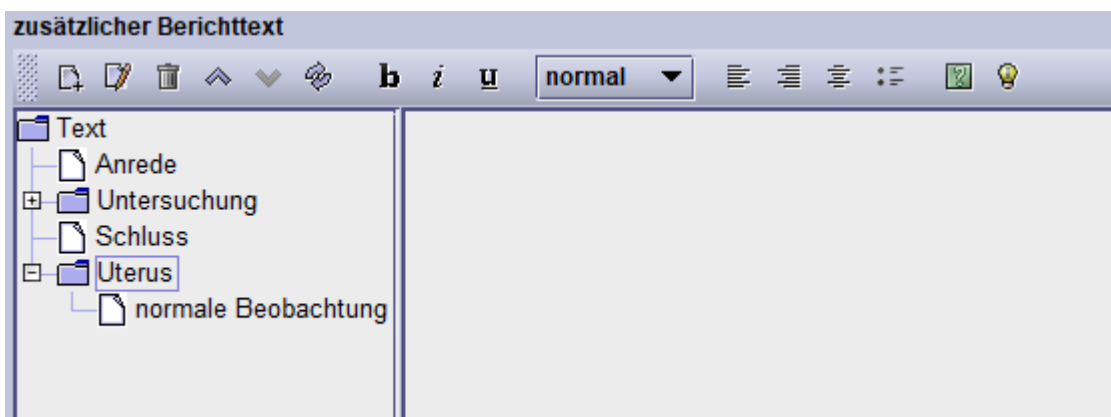 zusätzlicher Berichttext
b i u normal
Text
Anrede
Untersuchung
Schluss
Uterus
normale Beobachtung